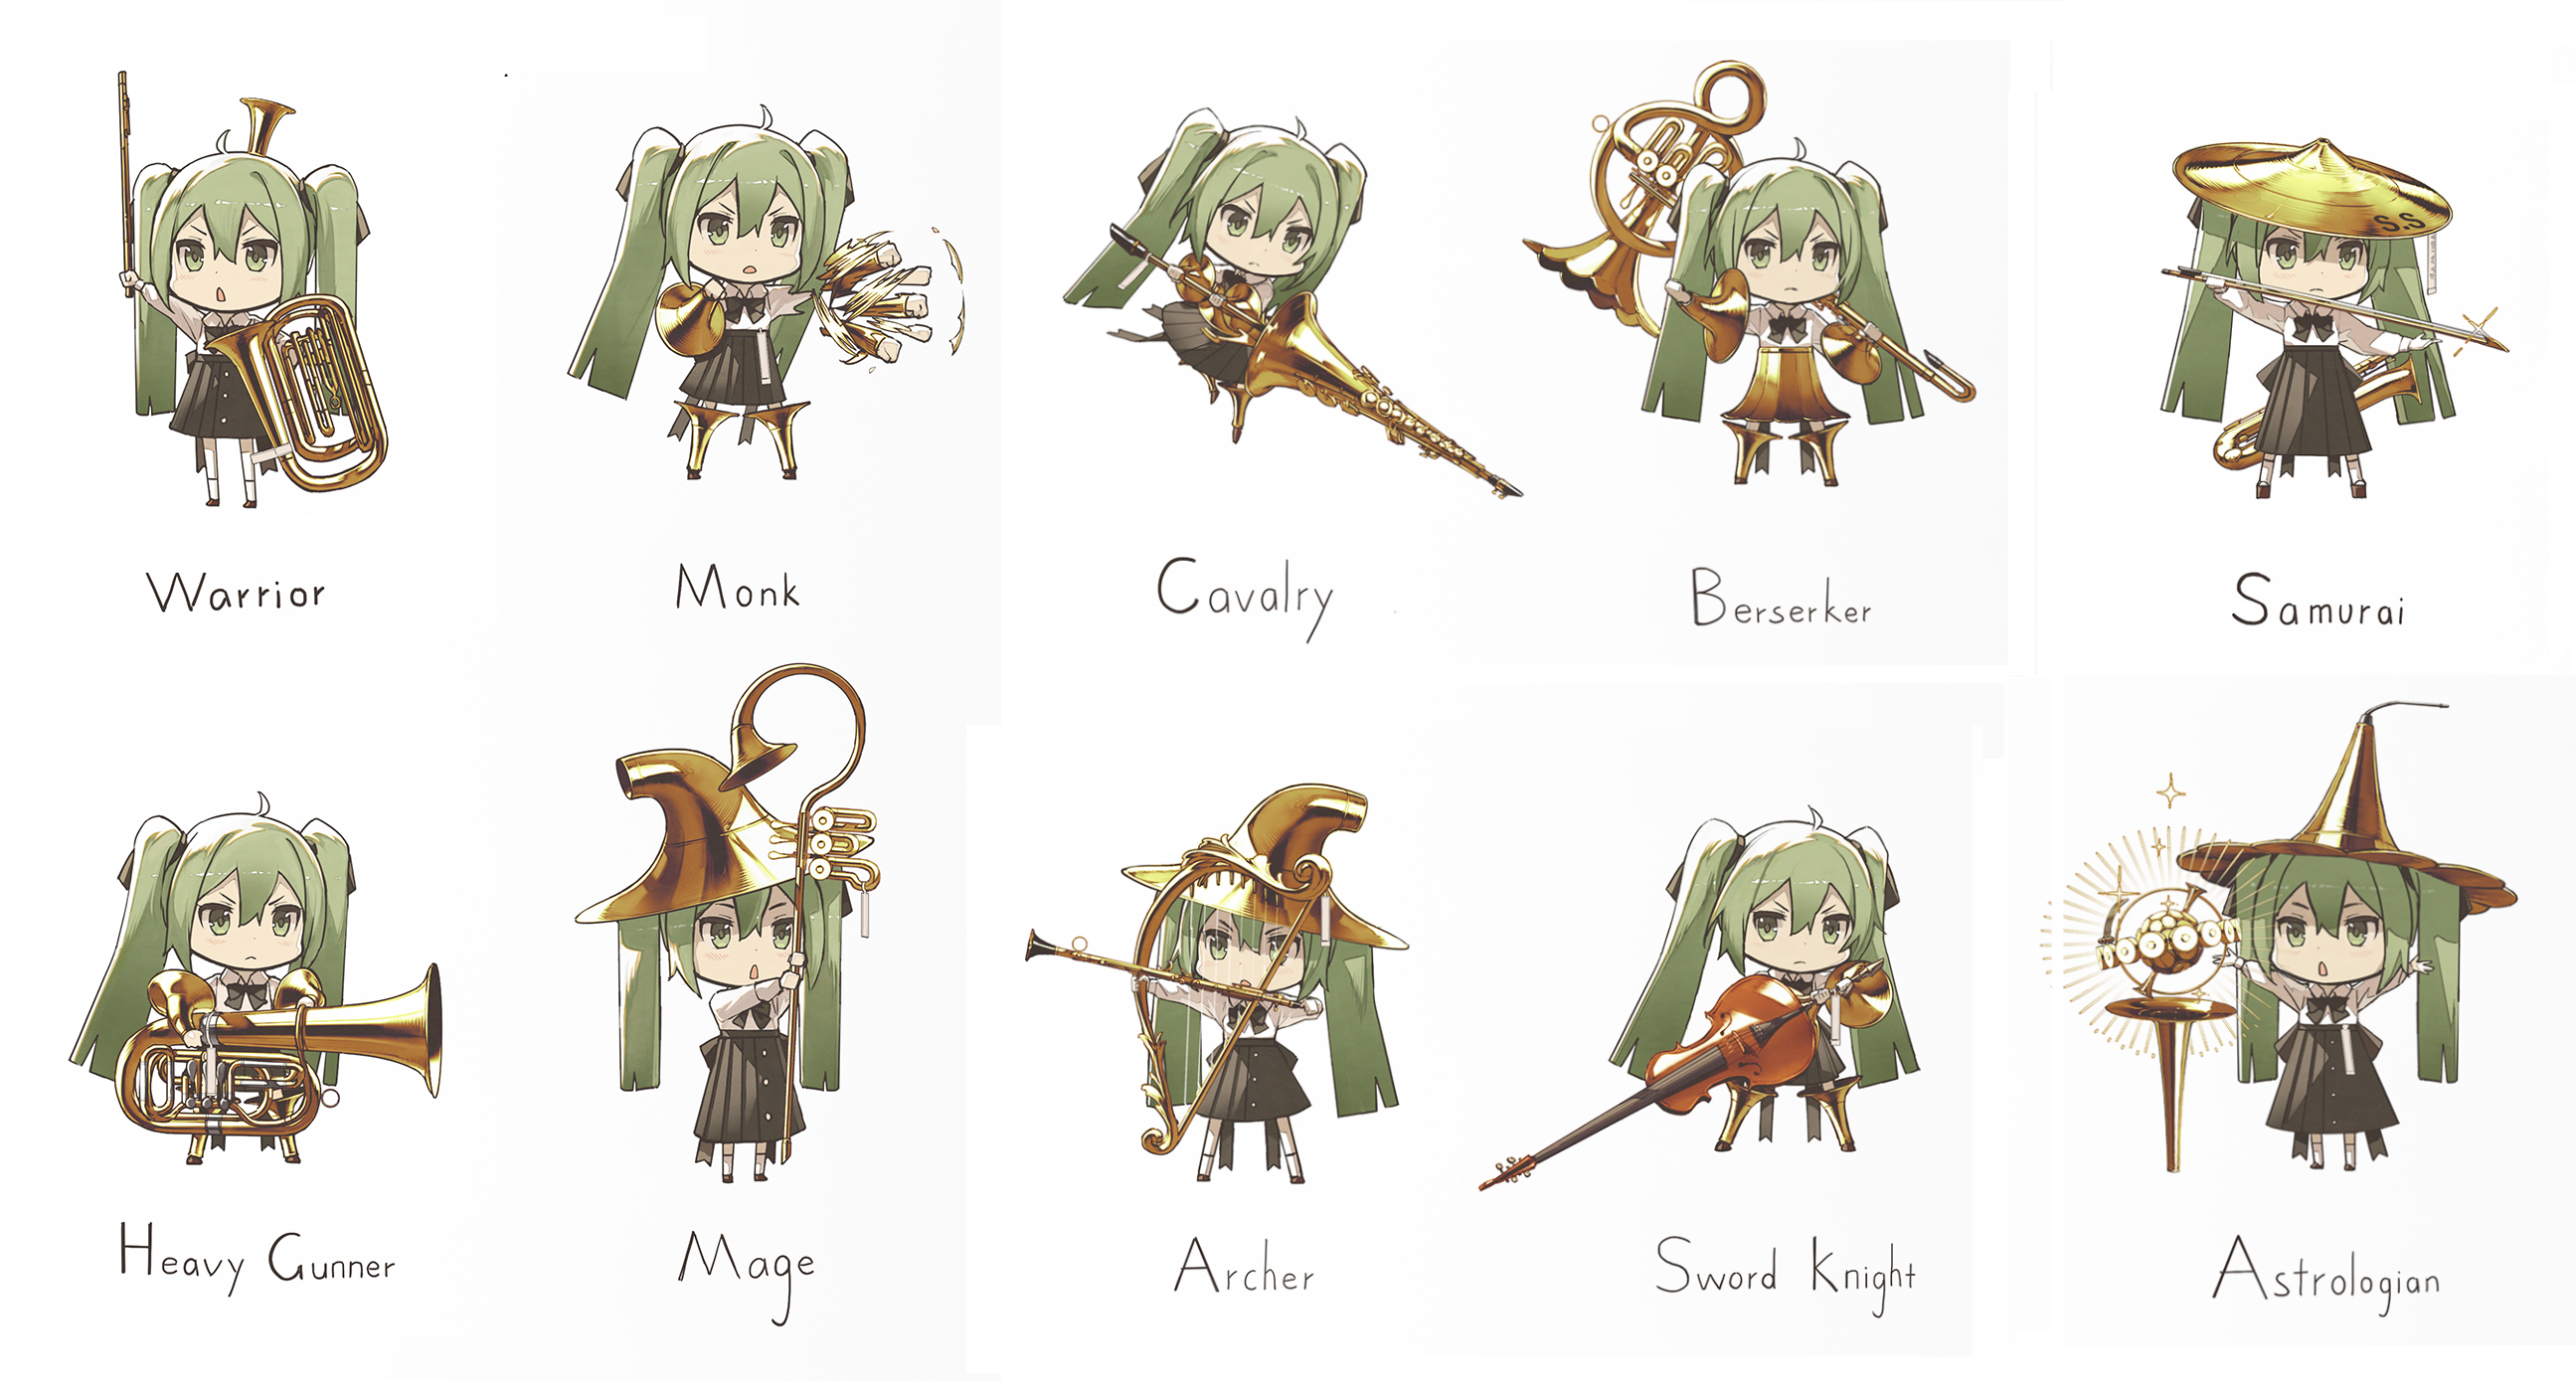 S.S
Warrior
Monk
Cavalry
Berserker
Samurai
Heavy Gunner
Mage
Archer
Sword Knight
Astrologian